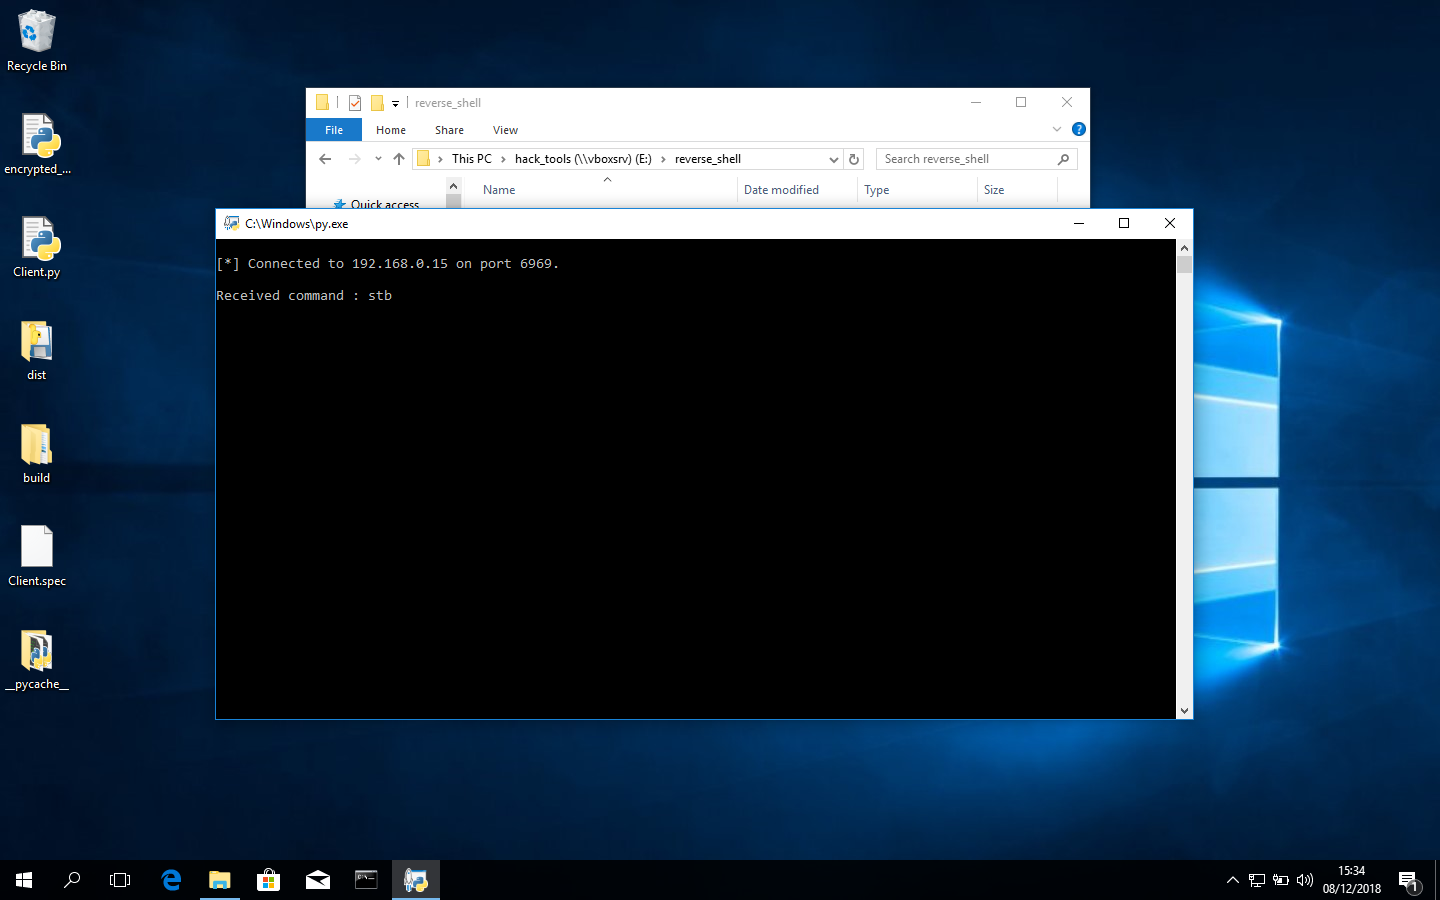 Recycle Bin
encrypted_...
Client.py
dist
build
Client.spec
__pycache__
reverse_shell
File Home Share View
This PC hack_tools (\\vboxsrv) (E:) reverse_shell
Search reverse_shell
Name Date modified Type Size
Quick access
C:\Windows\py.exe
[*] Connected to 192.168.0.15 on port 6969.
Received command : stb
15:34
08/12/2018
1